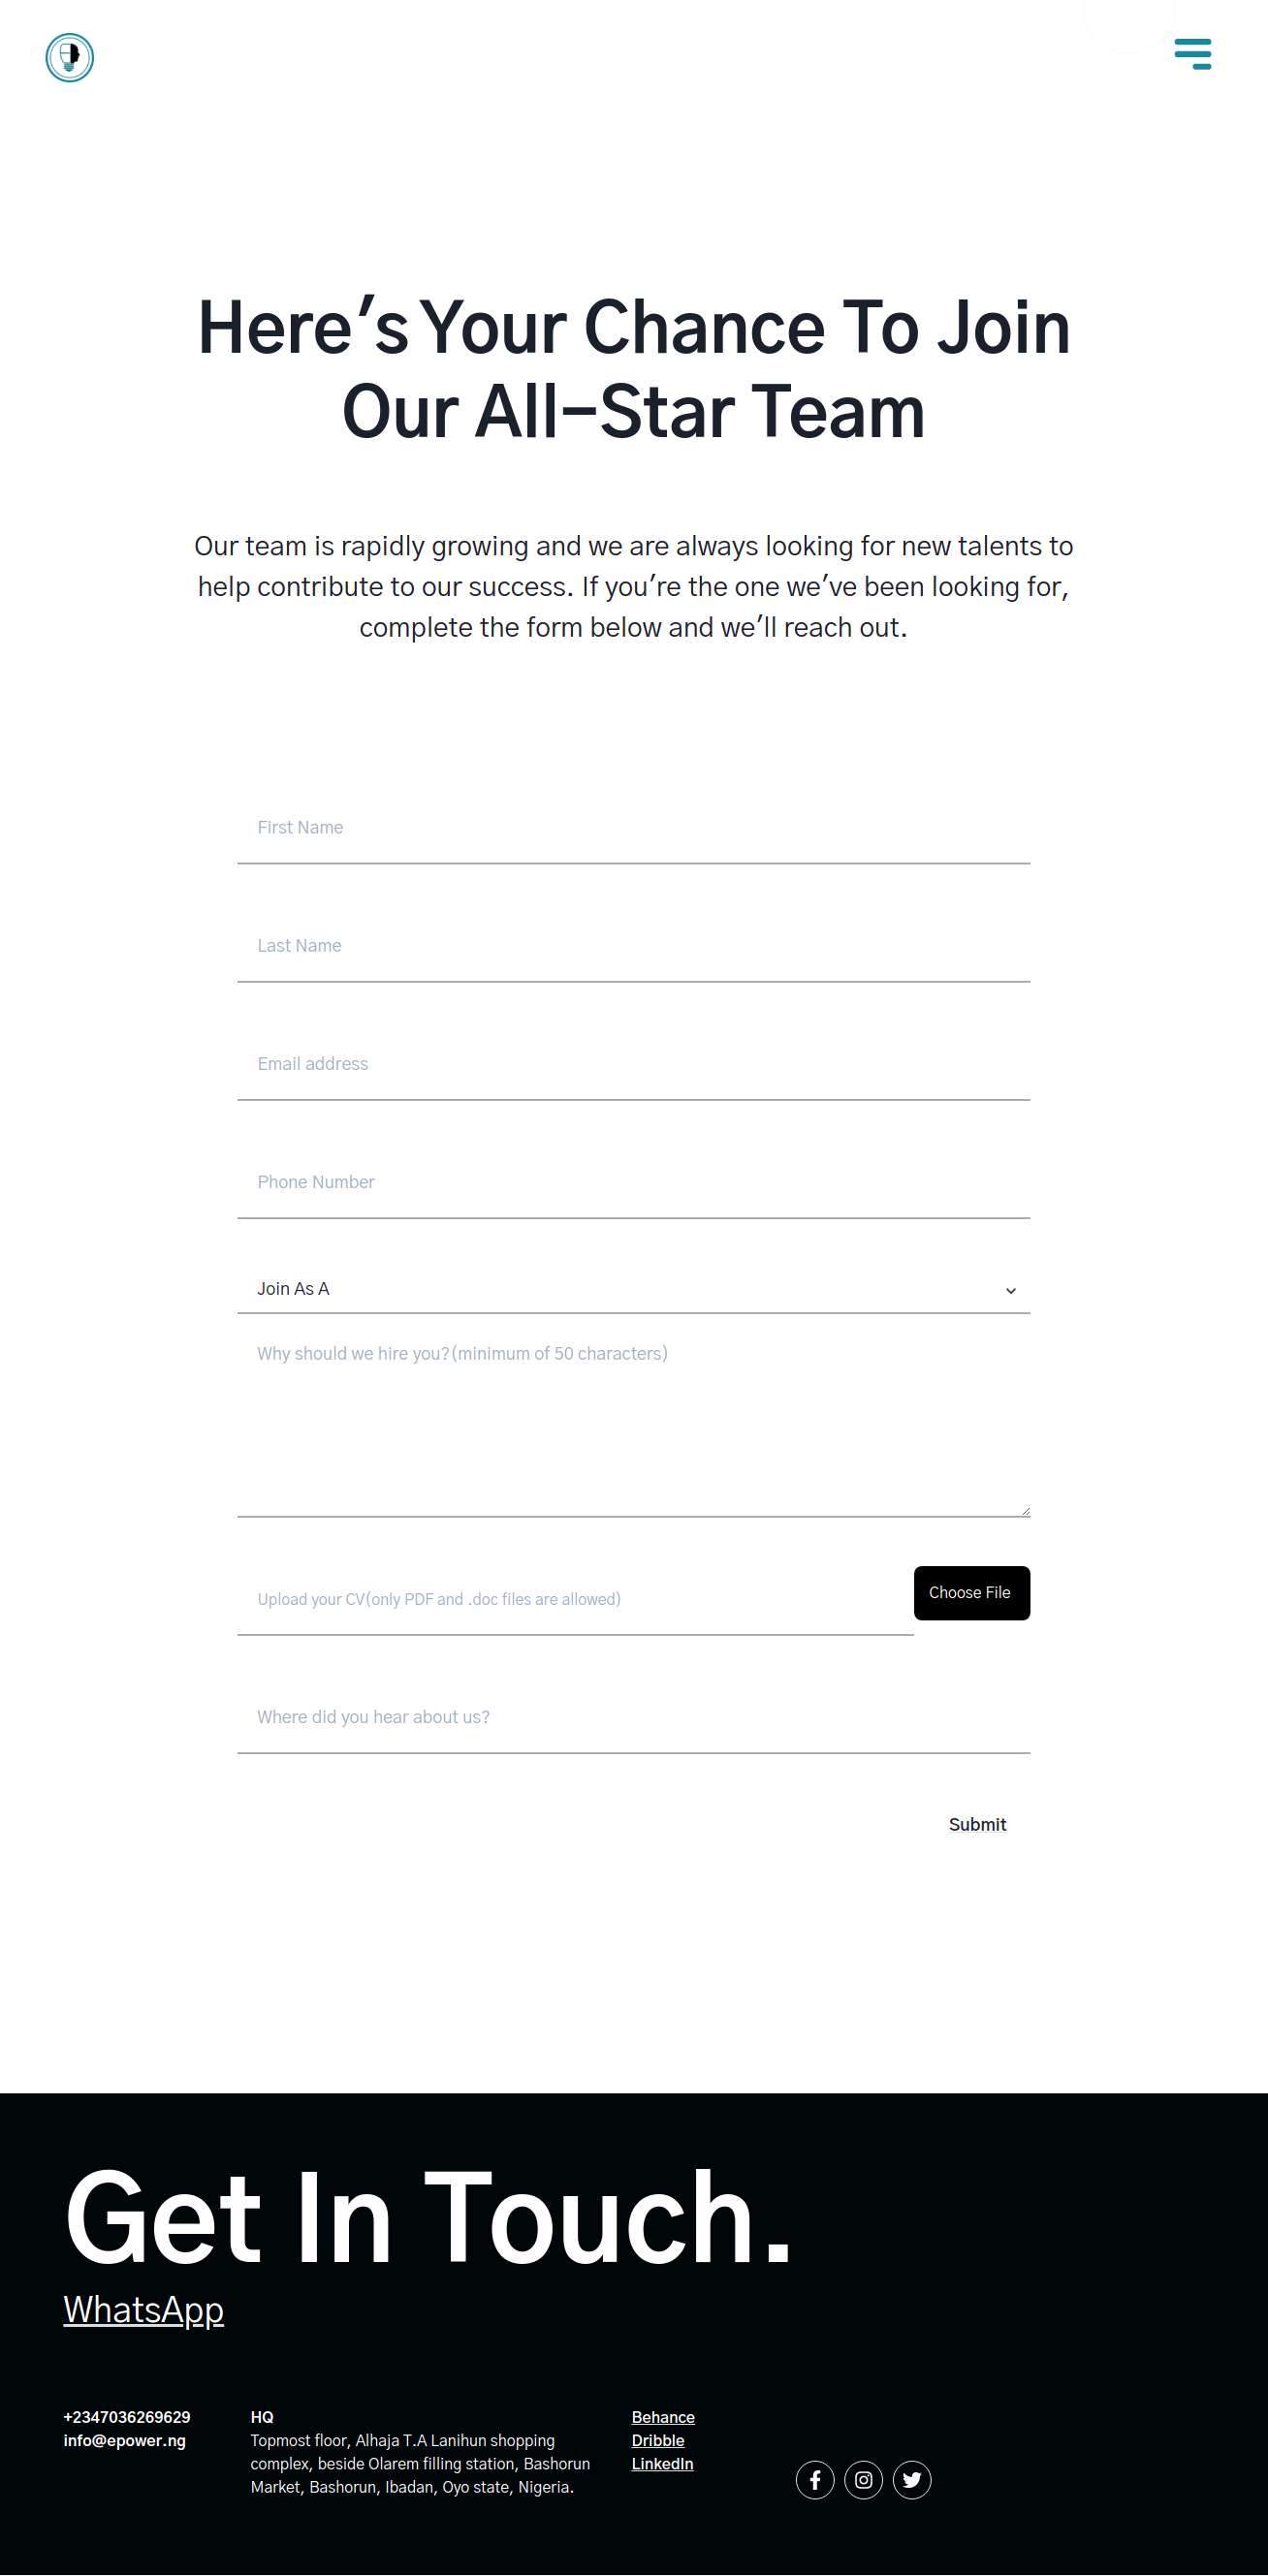 Here's Your Chance To Join
Our All-Star Team
Our team is rapidly growing and we are always looking for new talents to
help contribute to our success. If you're the one we've been looking for,
complete the form below and we'll reach out.
First Name
Last Name
Email address
Phone Number
Join As A
Why should we hire you?(minimum of 50 characters)
Upload your CV(only PDF and .doc files are allowed)
Choose File
Where did you hear about us?
Submit
Get In Touch.
WhatsApp
+2347036269629
info@epower.ng
HQ
Topmost floor, Alhaja T.A Lanihun shopping
complex, beside Olarem filling station, Bashorun
Market, Bashorun, Ibadan, Oyo state, Nigeria.
Behance
Dribble
LinkedIn